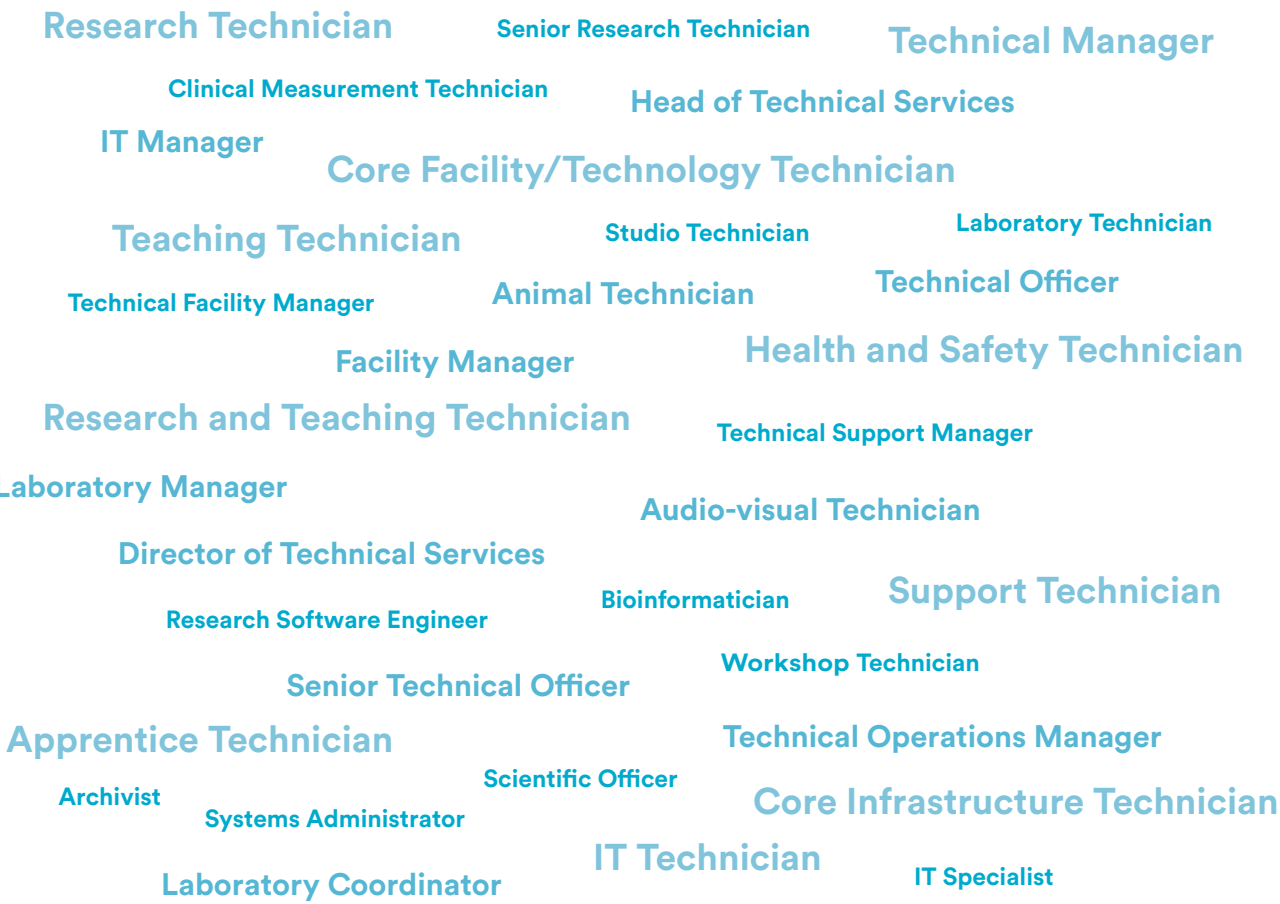 Research Technician
Senior Research Technician
Technical Manager
Clinical Measurement Technician
Head of Technical Services
IT Manager
Core Facility/Technology Technician
Teaching Technician
Studio Technician
Laboratory Technician
Technical Facility Manager
Animal Technician
Technical Officer
Facility Manager
Health and Safety Technician
Research and Teaching Technician
Technical Support Manager
Laboratory Manager
Audio-visual Technician
Director of Technical Services
Bioinformatician
Support Technician
Research Software Engineer
Workshop Technician
Senior Technical Officer
Apprentice Technician
Technical Operations Manager
Scientific Officer
Archivist
Core Infrastructure Technician
Systems Administrator
IT Technician
IT Specialist
Laboratory Coordinator